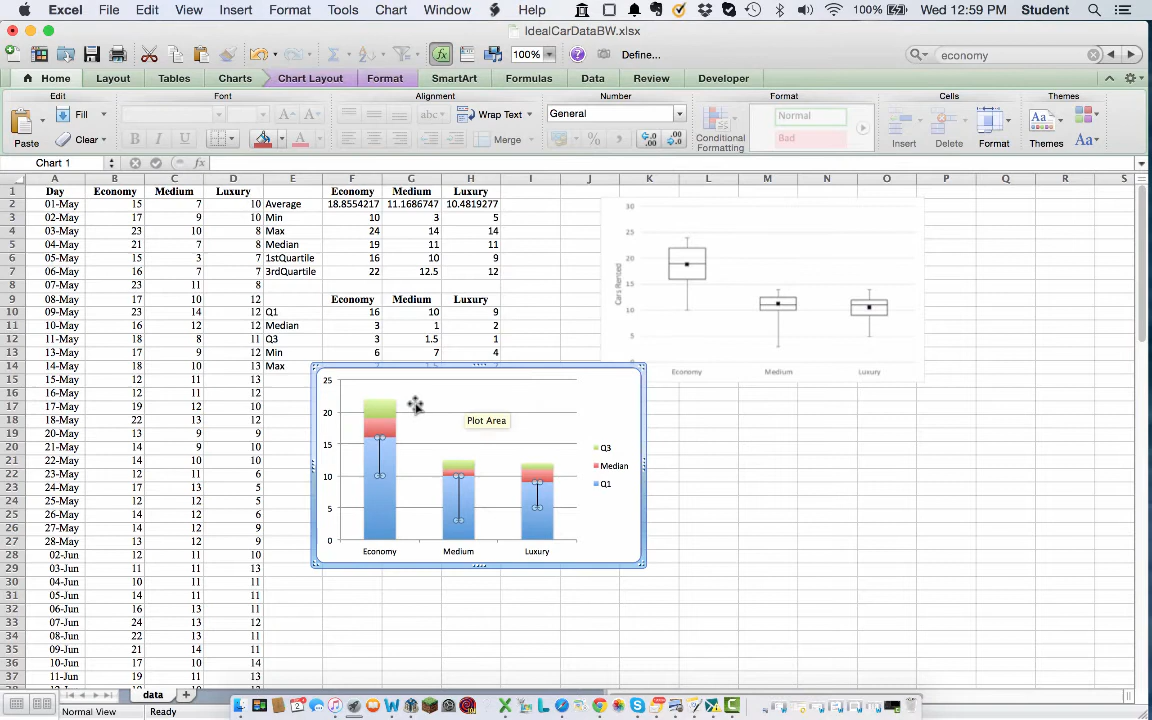 Excel File Edit View Insert Format Tools Chart Window Help 100% Wed 12:59 PM Student
IdealCarDataBW.xlsx
100% Define... economy
Home Layout Tables Charts Chart Layout Format SmartArt Formulas Data Review Developer
Edit Font Alignment Number Format Cells Themes
Fill abc Wrap Text General Normal
Paste Clear B I U A Merge % Conditional Formatting Bad Insert Delete Format Themes Aa
Chart 1 fx
A B C D E F G H I J K L M N O P Q R S
1 Day Economy Medium Luxury Economy Medium Luxury
2 01-May 15 7 10 Average 18.8554217 11.1686747 10.4819277
3 02-May 17 9 10 Min 10 3 5
4 03-May 23 10 8 Max 24 14 14
5 04-May 21 7 8 Median 19 11 11
6 05-May 15 3 7 1stQuartile 16 10 9
7 06-May 16 7 7 3rdQuartile 22 12.5 12
8 07-May 23 11 8
9 08-May 17 10 12 Economy Medium Luxury
10 09-May 23 14 12 Q1 16 10 9
11 10-May 16 12 12 Median 3 1 2
12 11-May 18 8 11 Q3 3 1.5 1
13 13-May 17 9 12 Min 6 7 4
14 14-May 18 10 13 Max
15 15-May 12 11 13
16 16-May 12 11 12
17 17-May 19 12 10
18 18-May 22 13 12
19 19-May 13 9 9
20 20-May 14 9 10
21 22-May 14 10 10
22 23-May 12 11 6
23 24-May 17 13 5
24 25-May 12 12 5
25 26-May 14 12 6
26 27-May 14 12 9
27 28-May 13 12 9
28 02-Jun 12 11 10
29 03-Jun 11 11 13
30 04-Jun 10 12 11
31 05-Jun 14 11 11
32 06-Jun 16 13 11
33 07-Jun 24 13 12
34 08-Jun 22 13 11
35 09-Jun 21 14 11
36 10-Jun 17 10 14
37 11-Jun 19 11 11
30
25
20
15
10
5
Cars Rented
Economy Medium Luxury
25
20
15
10
5
0
Plot Area
Q3
Median
Q1
Economy Medium Luxury
data
Normal View Ready